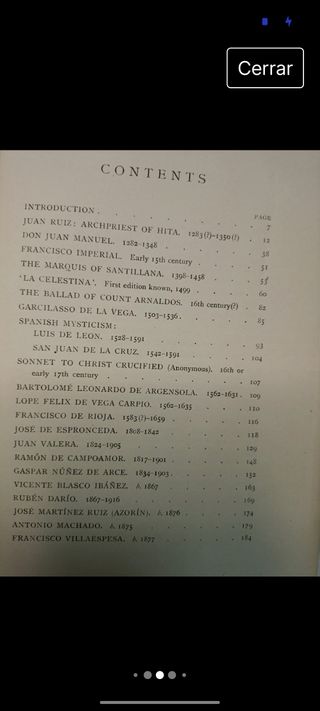 Cerrar
CONTENTS
PAGE
INTRODUCTION . . . . . . . . . 7
JUAN RUIZ: ARCHPRIEST OF HITA. 1283(?)–1350(?) . 12
DON JUAN MANUEL. 1282–1348 . . . . . 38
FRANCISCO IMPERIAL. Early 15th century . . . . 51
THE MARQUIS OF SANTILLANA. 1398–1458 . . . 55
'LA CELESTINA'. First edition known, 1499 . . . . 60
THE BALLAD OF COUNT ARNALDOS. 16th century(?) . 82
GARCILASSO DE LA VEGA. 1503–1536 . . . . 85
SPANISH MYSTICISM:
LUIS DE LEON. 1528–1591 . . . . . 93
SAN JUAN DE LA CRUZ. 1542–1591 . . . . 104
SONNET TO CHRIST CRUCIFIED (Anonymous). 16th or
early 17th century . . . . . . . 107
BARTOLOMÉ LEONARDO DE ARGENSOLA. 1562–1631 . 109
LOPE FELIX DE VEGA CARPIO. 1562–1635 . . . 110
FRANCISCO DE RIOJA. 1583(?)–1659 . . . . 116
JOSÉ DE ESPRONCEDA. 1808–1842 . . . . 118
JUAN VALERA. 1824–1905 . . . . . . 129
RAMÓN DE CAMPOAMOR. 1817–1901 . . . . 148
GASPAR NÚÑEZ DE ARCE. 1834–1903 . . . . 152
VICENTE BLASCO IBÁÑEZ. b. 1867 . . . . 163
RUBÉN DARÍO. 1867–1916 . . . . . . 169
JOSÉ MARTÍNEZ RUIZ (AZORÍN). b. 1876 . . . . 174
ANTONIO MACHADO. b. 1875 . . . . . 179
FRANCISCO VILLAESPESA. b. 1877 . . . . 184